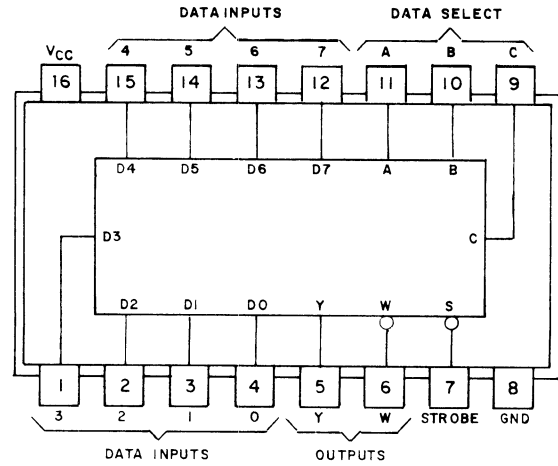 DATA INPUTS DATA SELECT
VCC 4 5 6 7 A B C
16 15 14 13 12 11 10 9
D4 D5 D6 D7 A B
D3 C
D2 D1 D0 Y W S
1 2 3 4 5 6 7 8
3 2 1 0 Y W STROBE GND
DATA INPUTS OUTPUTS